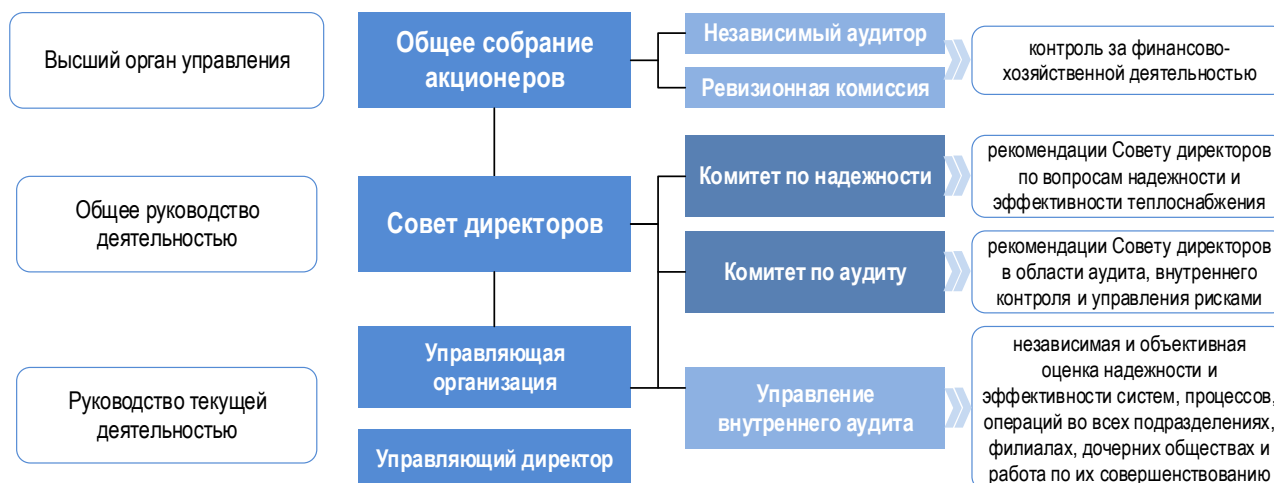 Высший орган управления
Общее собрание
акционеров
Независимый аудитор
Ревизионная комиссия
контроль за финансово-
хозяйственной деятельностью
Общее руководство
деятельностью
Совет директоров
Комитет по надежности
рекомендации Совету директоров
по вопросам надежности и
эффективности теплоснабжения
Комитет по аудиту
рекомендации Совету директоров
в области аудита, внутреннего
контроля и управления рисками
Руководство текущей
деятельностью
Управляющая
организация
Управляющий директор
Управление
внутреннего аудита
независимая и объективная
оценка надежности и
эффективности систем, процессов,
операций во всех подразделениях,
филиалах, дочерних обществах и
работа по их совершенствованию